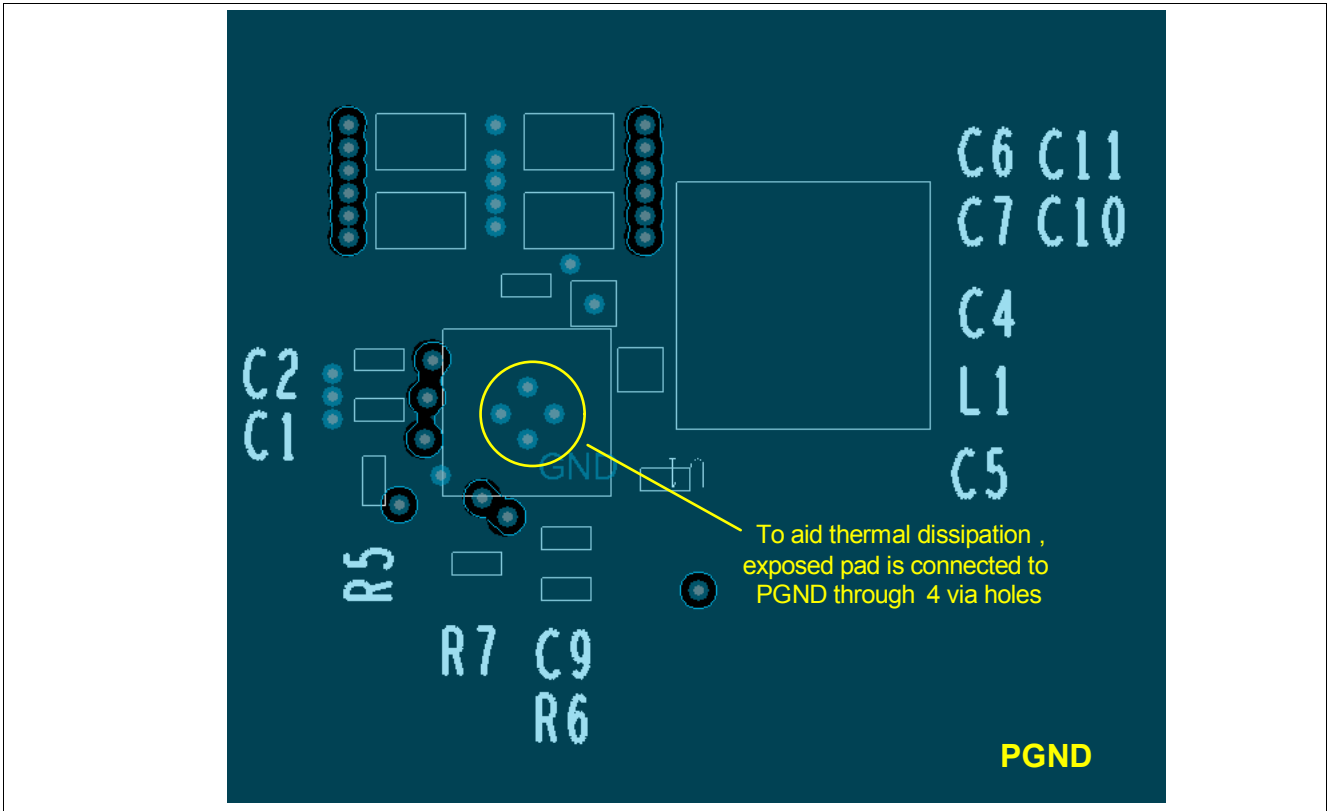 C6 C11
C7 C10
C4
L1
C5
C2
C1
GND
To aid thermal dissipation ,
exposed pad is connected to
PGND through 4 via holes
R5
R7 C9
R6
PGND